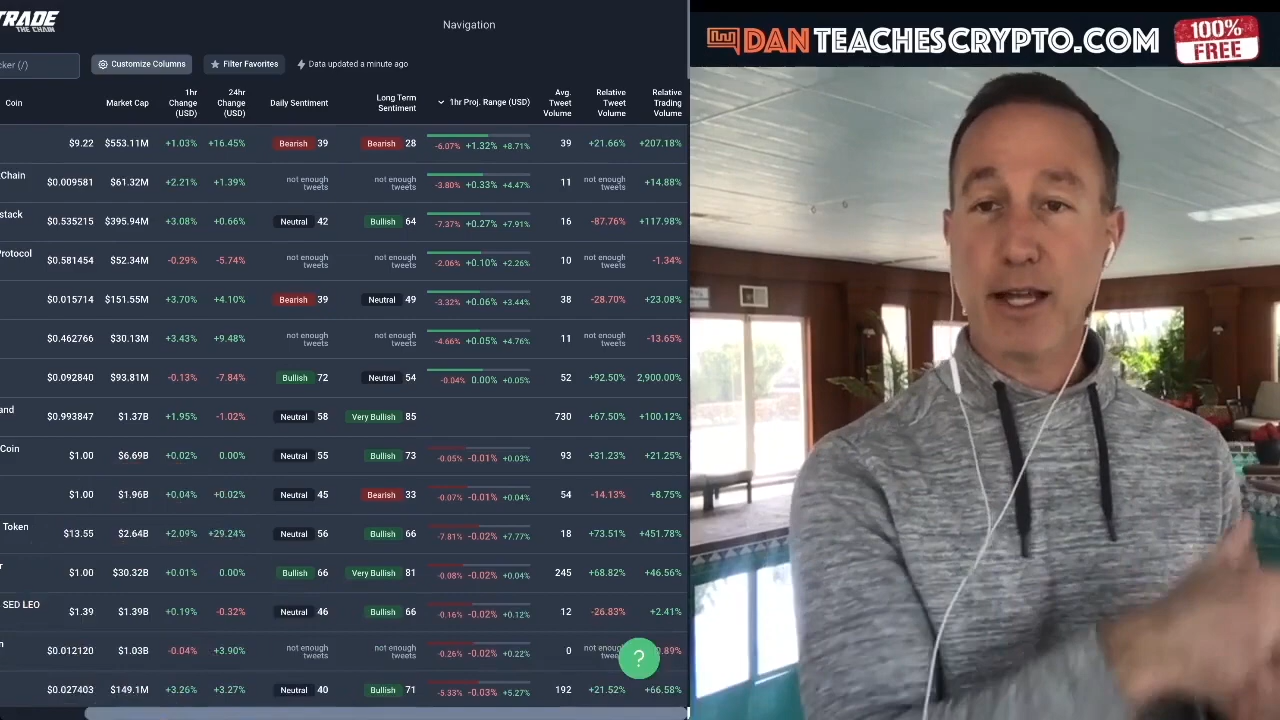 TRADE
THE CHAIN
Navigation
DAN TEACHESCRYPTO.COM
100%
FREE
cker (/)
Customize Columns
Filter Favorites
Data updated a minute ago
Coin
Market Cap
1hr Change (USD)
24hr Change (USD)
Daily Sentiment
Long Term Sentiment
1hr Proj. Range (USD)
Avg. Tweet Volume
Relative Tweet Volume
Relative Trading Volume
$9.22 $553.11M +1.03% +16.45% Bearish 39 Bearish 28 -6.07% +1.32% +8.71% 39 +21.66% +207.18%
Chain $0.009581 $61.32M +2.21% +1.39% not enough tweets not enough tweets -3.80% +0.33% +4.47% 11 not enough tweets +14.88%
stack $0.535215 $395.94M +3.08% +0.66% Neutral 42 Bullish 64 -7.37% +0.27% +7.91% 16 -87.76% +117.98%
Protocol $0.581454 $52.34M -0.29% -5.74% not enough tweets not enough tweets -2.06% +0.10% +2.26% 10 not enough tweets -1.34%
$0.015714 $151.55M +3.70% +4.10% Bearish 39 Neutral 49 -3.32% +0.06% +3.44% 38 -28.70% +23.08%
$0.462766 $30.13M +3.43% +9.48% not enough tweets not enough tweets -4.66% +0.05% +4.76% 11 not enough tweets -13.65%
$0.092840 $93.81M -0.13% -7.84% Bullish 72 Neutral 54 -0.04% 0.00% +0.05% 52 +92.50% 2,900.00%
and $0.993847 $1.37B +1.95% -1.02% Neutral 58 Very Bullish 85 730 +67.50% +100.12%
Coin $1.00 $6.69B +0.02% 0.00% Neutral 55 Bullish 73 -0.05% -0.01% +0.03% 93 +31.23% +21.25%
$1.00 $1.96B +0.04% +0.02% Neutral 45 Bearish 33 -0.07% -0.01% +0.04% 54 -14.13% +8.75%
Token $13.55 $2.64B +2.09% +29.24% Neutral 56 Bullish 66 -7.81% -0.02% +7.77% 18 +73.51% +451.78%
r $1.00 $30.32B +0.01% 0.00% Bullish 66 Very Bullish 81 -0.08% -0.02% +0.04% 245 +68.82% +46.56%
SED LEO $1.39 $1.39B +0.19% -0.32% Neutral 46 Bullish 66 -0.16% -0.02% +0.12% 12 -26.83% +2.41%
n $0.012120 $1.03B -0.04% +3.90% not enough tweets not enough tweets -0.26% -0.02% +0.22% 0 not enoug tweets .89%
?
$0.027403 $149.1M +3.26% +3.27% Neutral 40 Bullish 71 -5.33% -0.03% +5.27% 192 +21.52% +66.58%